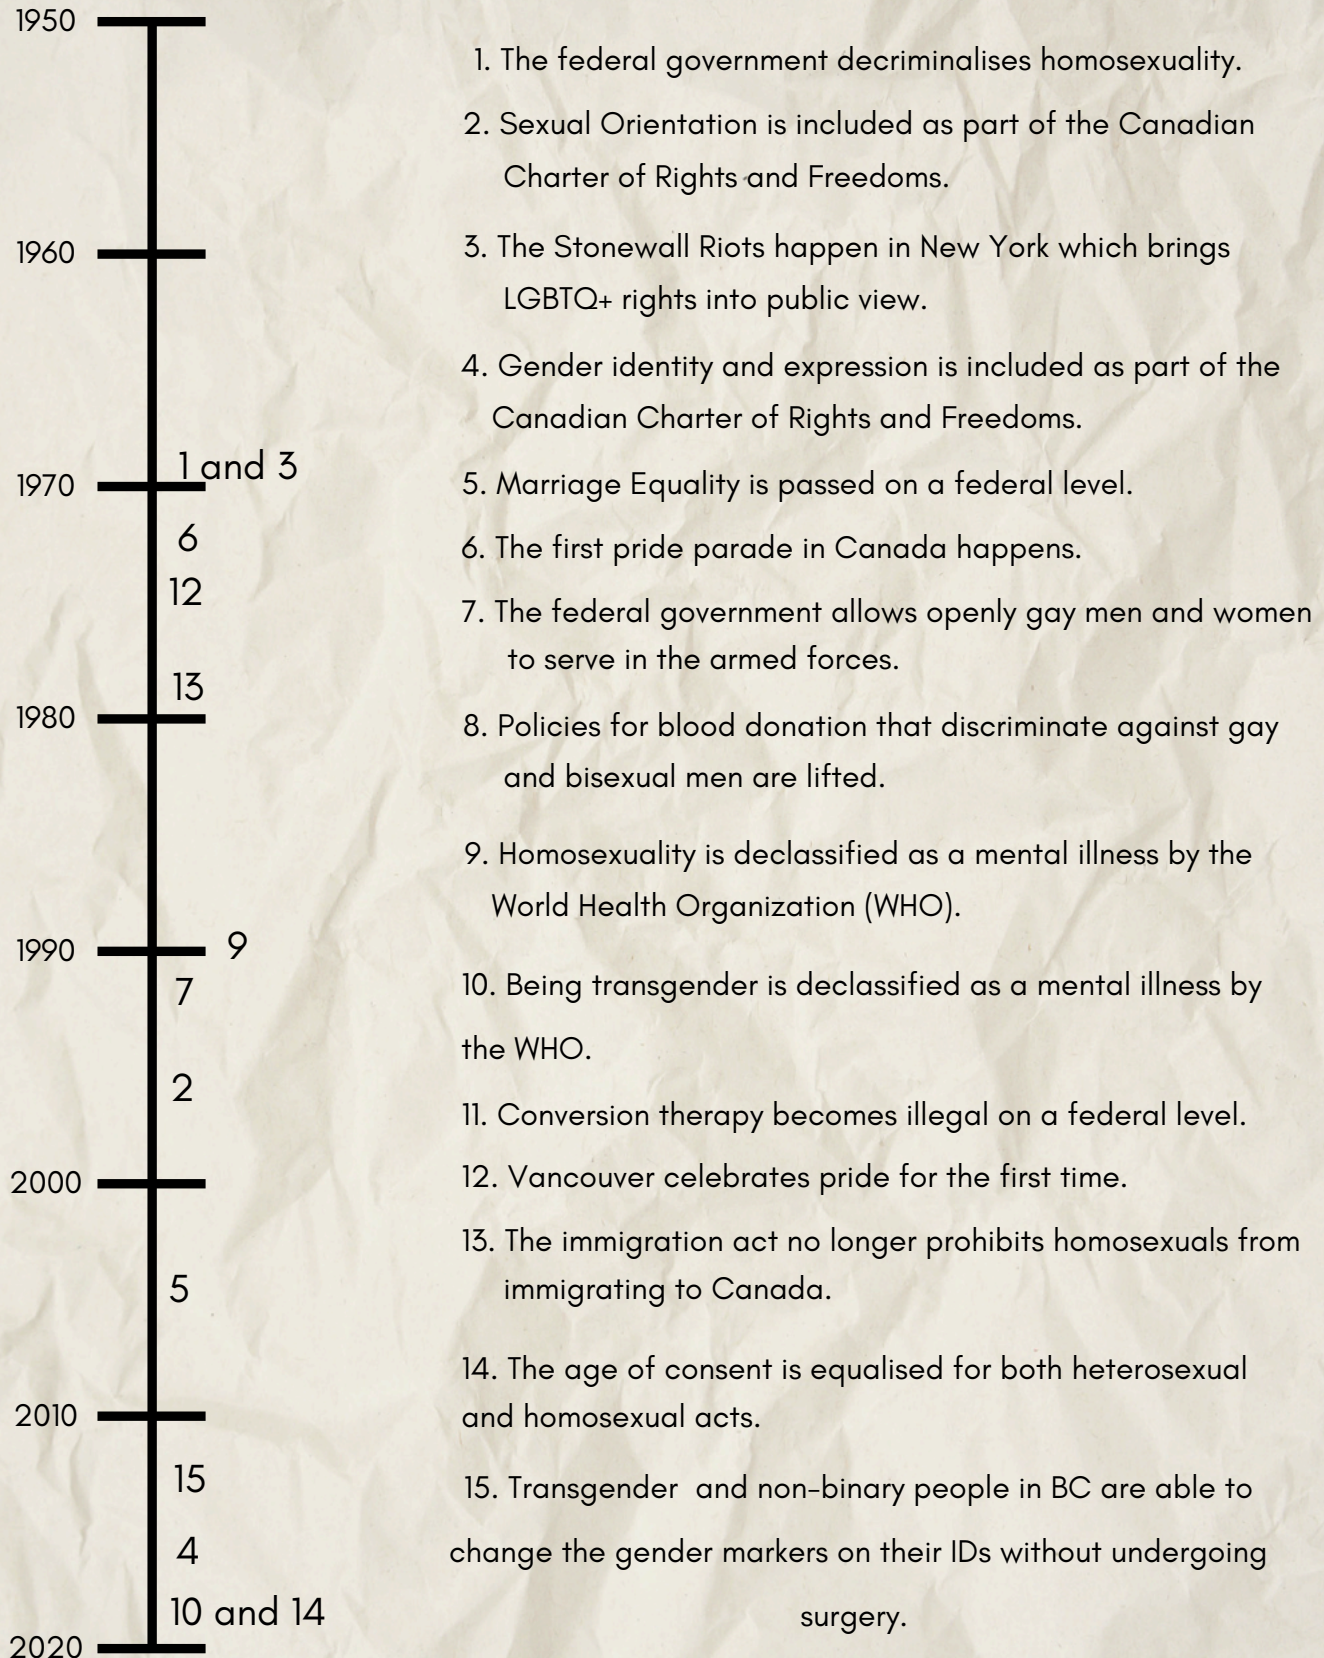 1950
1960
1 and 3
1970
6
12
13
1980
9
1990
7
2
2000
5
2010
15
4
10 and 14
2020
1. The federal government decriminalises homosexuality.
2. Sexual Orientation is included as part of the Canadian
Charter of Rights and Freedoms.
3. The Stonewall Riots happen in New York which brings
LGBTQ+ rights into public view.
4. Gender identity and expression is included as part of the
Canadian Charter of Rights and Freedoms.
5. Marriage Equality is passed on a federal level.
6. The first pride parade in Canada happens.
7. The federal government allows openly gay men and women
to serve in the armed forces.
8. Policies for blood donation that discriminate against gay
and bisexual men are lifted.
9. Homosexuality is declassified as a mental illness by the
World Health Organization (WHO).
10. Being transgender is declassified as a mental illness by
the WHO.
11. Conversion therapy becomes illegal on a federal level.
12. Vancouver celebrates pride for the first time.
13. The immigration act no longer prohibits homosexuals from
immigrating to Canada.
14. The age of consent is equalised for both heterosexual
and homosexual acts.
15. Transgender and non-binary people in BC are able to
change the gender markers on their IDs without undergoing
surgery.